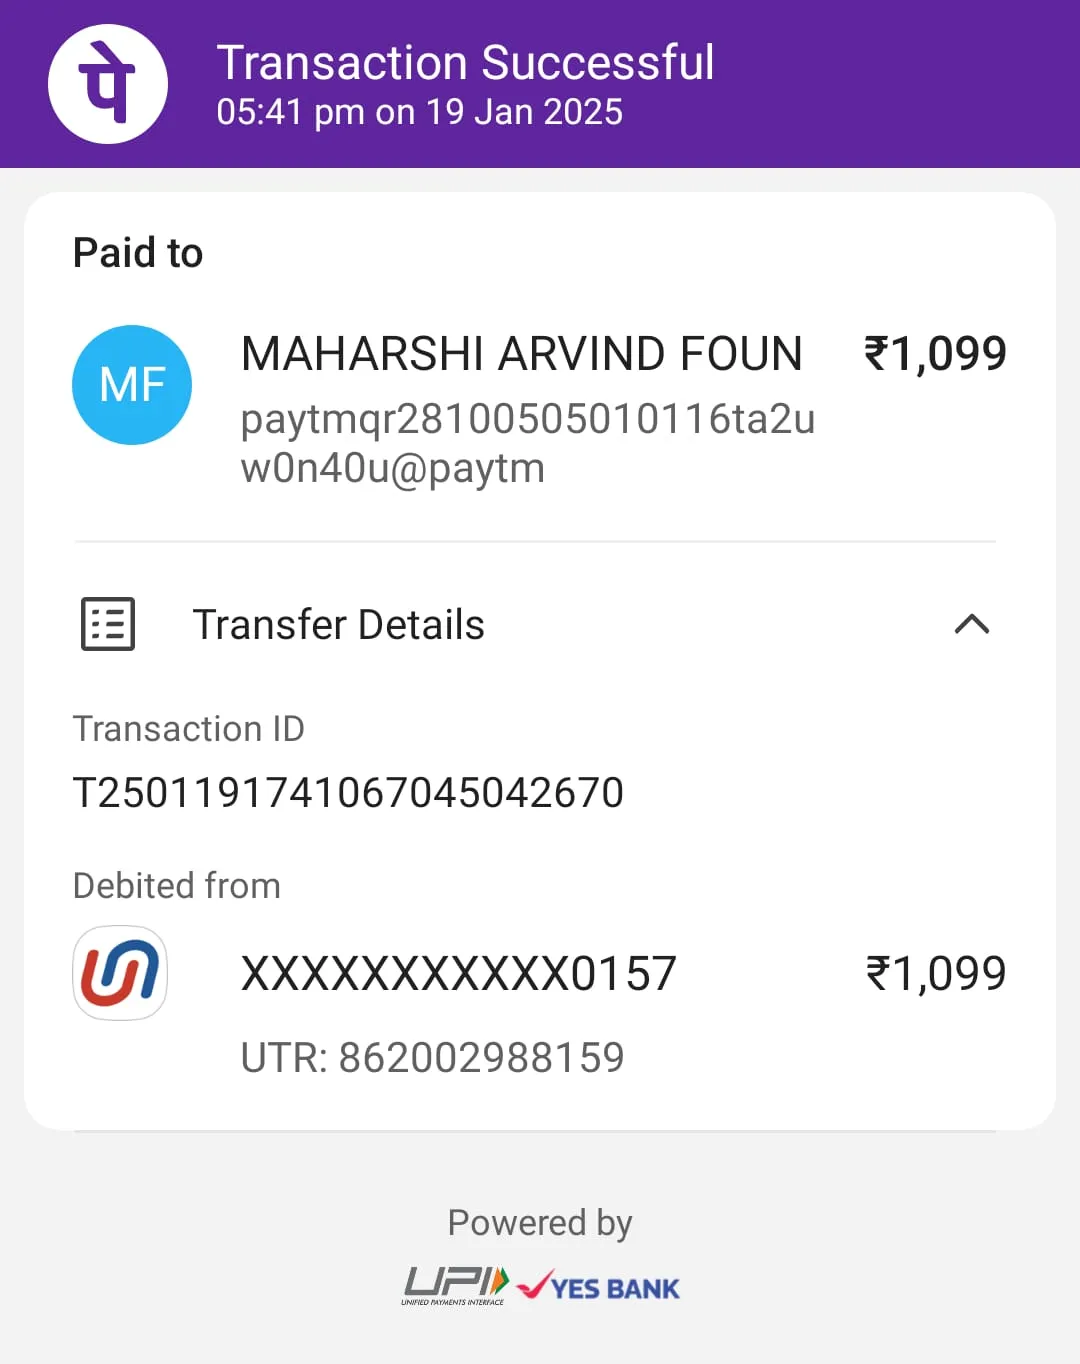 पे
Transaction Successful
05:41 pm on 19 Jan 2025
Paid to
MF
MAHARSHI ARVIND FOUN ₹1,099
paytmqr28100505010116ta2u
w0n40u@paytm
Transfer Details
Transaction ID
T2501191741067045042670
Debited from
XXXXXXXXXXX0157 ₹1,099
UTR: 862002988159
Powered by
UPI YES BANK
UNIFIED PAYMENTS INTERFACE